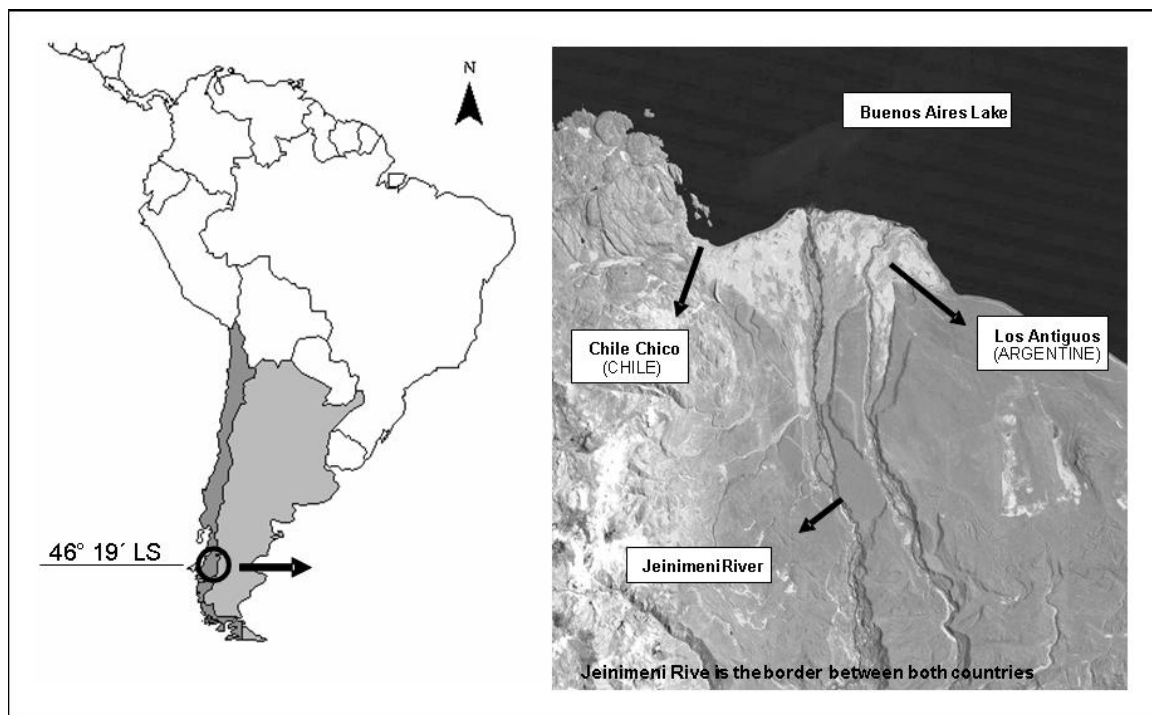 N
46° 19´ LS
Buenos Aires Lake
Chile Chico
(CHILE)
Los Antiguos
(ARGENTINE)
Jeinimeni River
Jeinimeni Rive is the border between both countries